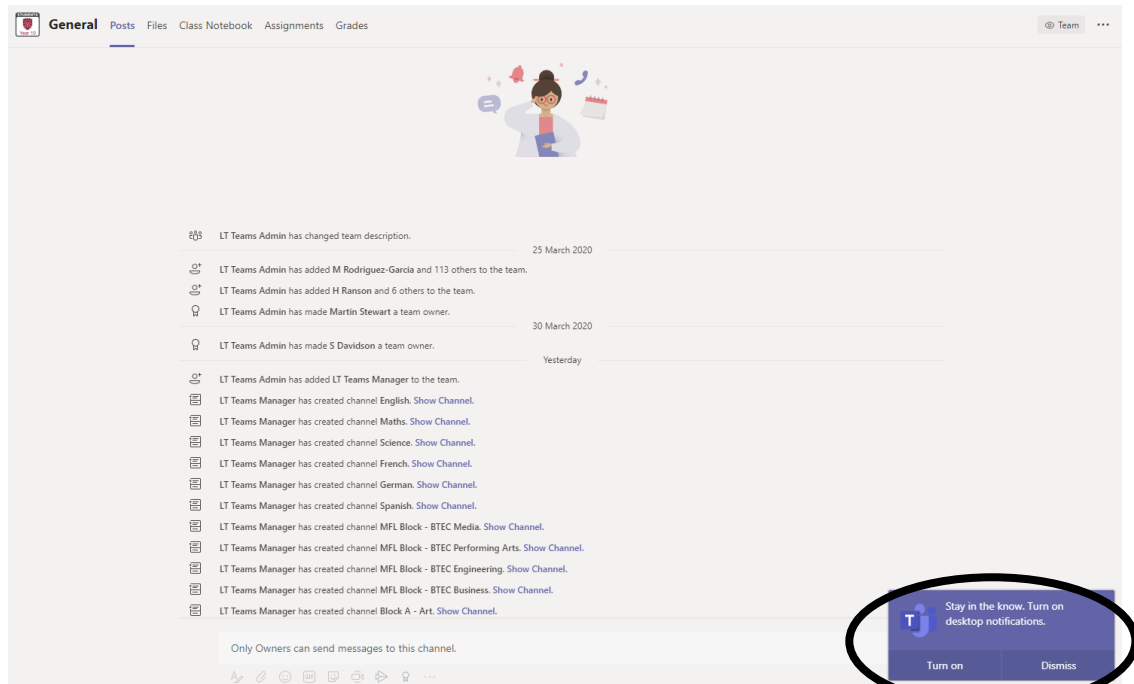 STUDENTS
Year 10
General Posts Files Class Notebook Assignments Grades
Team
LT Teams Admin has changed team description.
25 March 2020
LT Teams Admin has added M Rodriguez-Garcia and 113 others to the team.
LT Teams Admin has added H Ranson and 6 others to the team.
LT Teams Admin has made Martin Stewart a team owner.
30 March 2020
LT Teams Admin has made S Davidson a team owner.
Yesterday
LT Teams Admin has added LT Teams Manager to the team.
LT Teams Manager has created channel English. Show Channel.
LT Teams Manager has created channel Maths. Show Channel.
LT Teams Manager has created channel Science. Show Channel.
LT Teams Manager has created channel French. Show Channel.
LT Teams Manager has created channel German. Show Channel.
LT Teams Manager has created channel Spanish. Show Channel.
LT Teams Manager has created channel MFL Block - BTEC Media. Show Channel.
LT Teams Manager has created channel MFL Block - BTEC Performing Arts. Show Channel.
LT Teams Manager has created channel MFL Block - BTEC Engineering. Show Channel.
LT Teams Manager has created channel MFL Block - BTEC Business. Show Channel.
LT Teams Manager has created channel Block A - Art. Show Channel.
Only Owners can send messages to this channel.
GIF
T
Stay in the know. Turn on
desktop notifications.
Turn on Dismiss